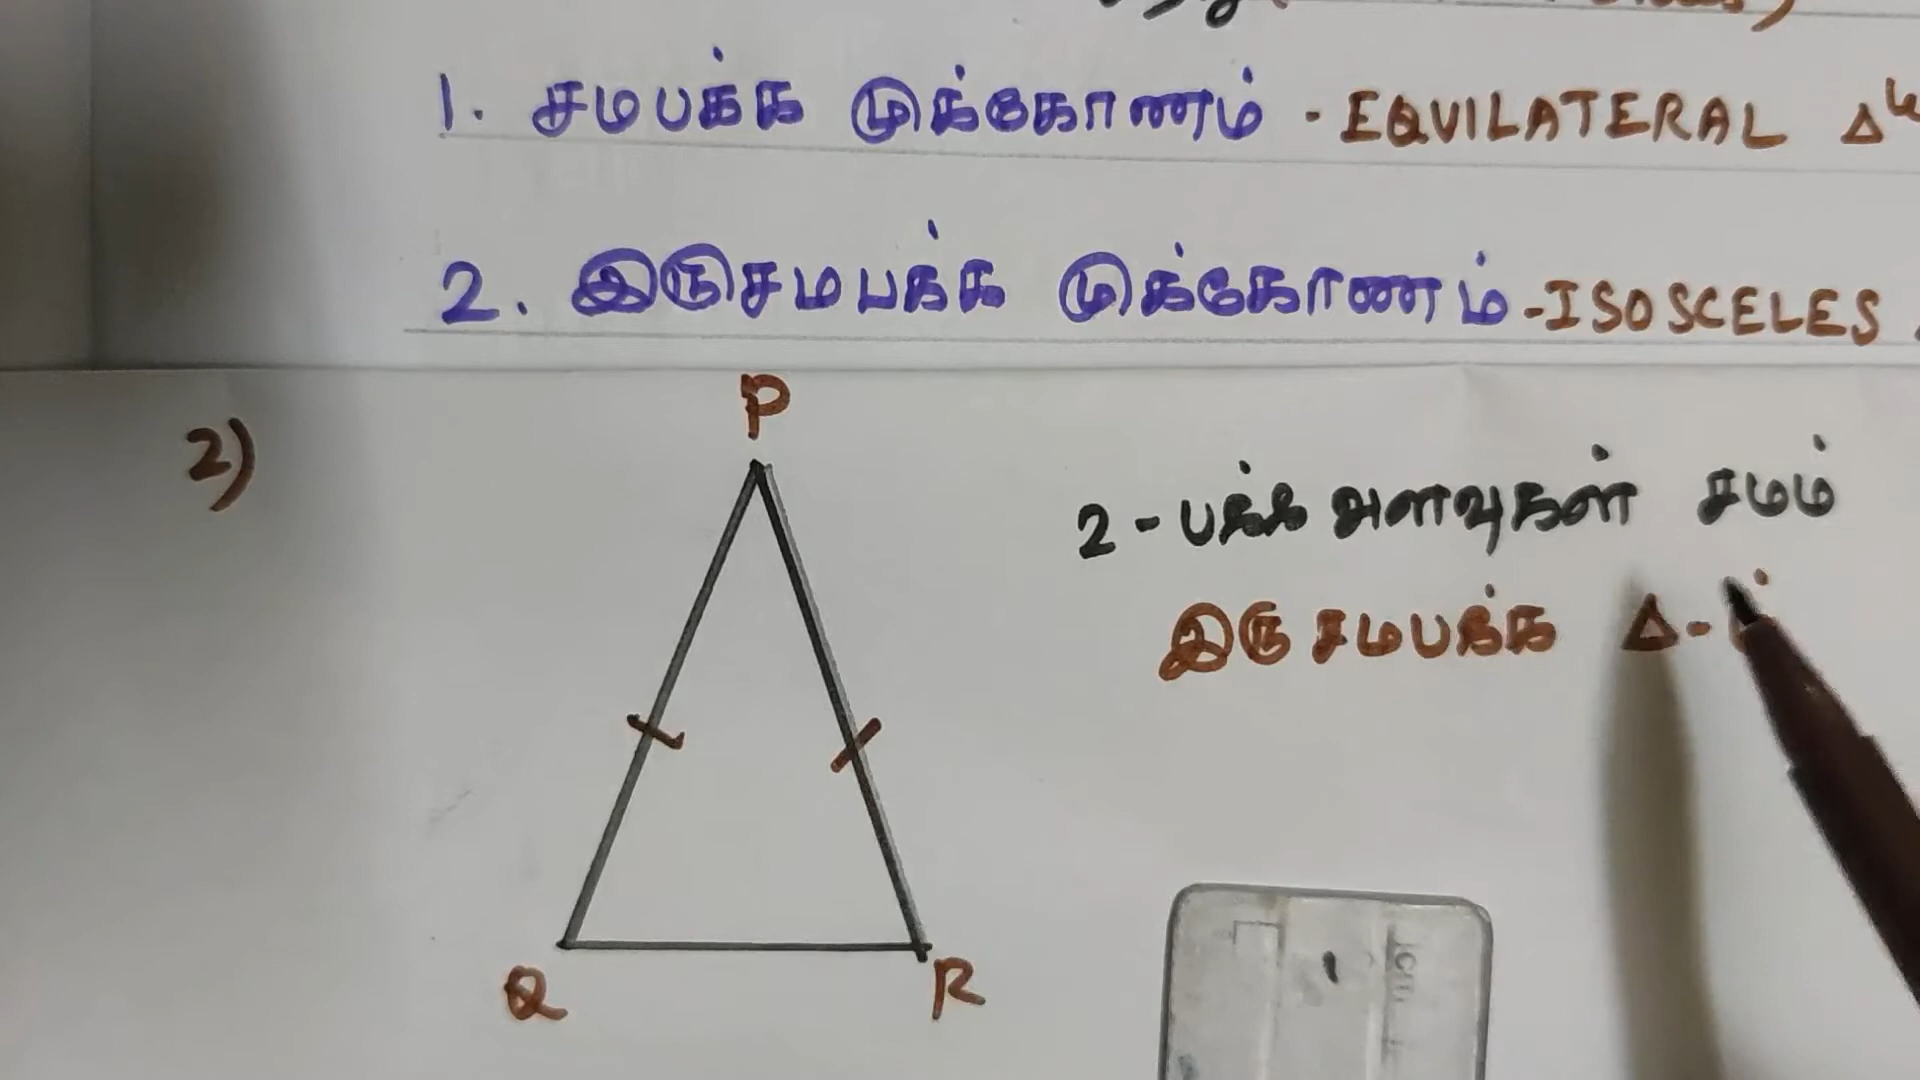 1. சமபக்க முக்கோணம் - EQUILATERAL Δ
2. இருசமபக்க முக்கோணம் - ISOSCELES
2)
P
2 - பக்க அளவுகள் சமம்
இரு சமபக்க Δ -
Q
R